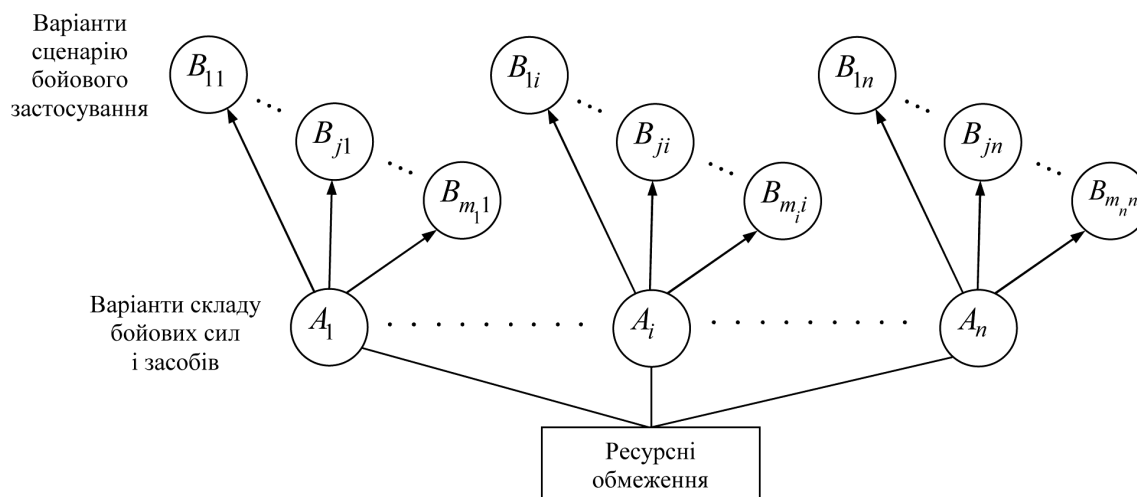 Варіанти
сценарію
бойового
застосування
B₁₁
B₁ᵢ
B₁ₙ
. . .
. . .
. . .
Bⱼ₁
Bⱼᵢ
Bⱼₙ
. . .
. . .
. . .
Bₘ₁₁
Bₘᵢᵢ
Bₘₙₙ
Варіанти складу
бойових сил
і засобів
A₁ . . . . . . . . . . Aᵢ . . . . . . . . . . Aₙ
Ресурсні
обмеження